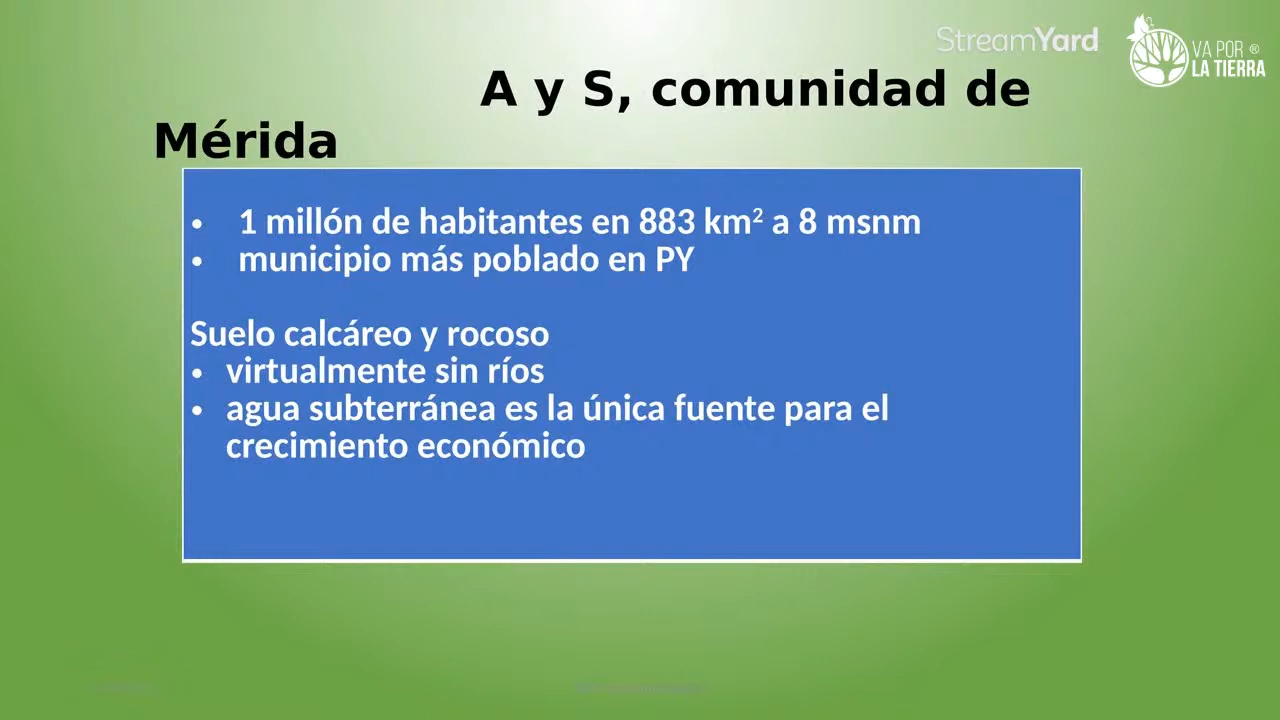 StreamYard
VA POR ®
LA TIERRA
A y S, comunidad de
Mérida
• 1 millón de habitantes en 883 km² a 8 msnm
• municipio más poblado en PY
Suelo calcáreo y rocoso
• virtualmente sin ríos
• agua subterránea es la única fuente para el
crecimiento económico